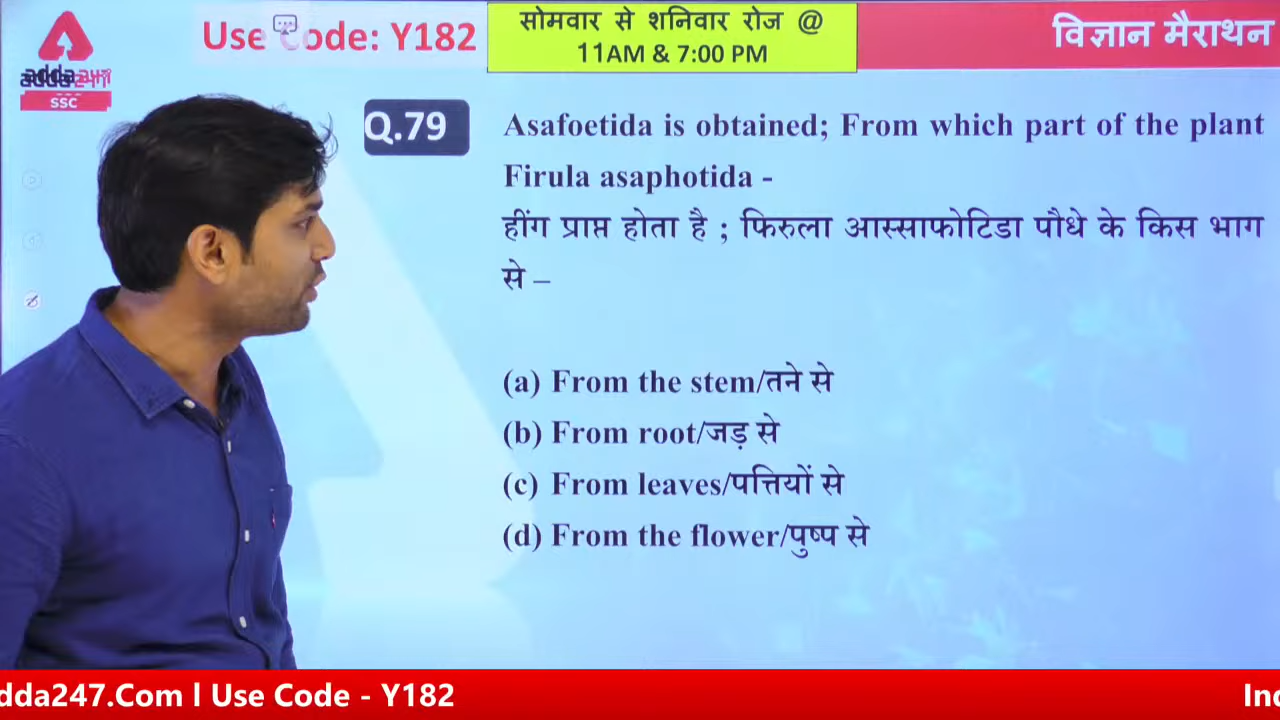 Use Code: Y182
सोमवार से शनिवार रोज @
11AM & 7:00 PM
विज्ञान मैराथन
adda247
SSC
Q.79
Asafoetida is obtained; From which part of the plant
Firula asaphotida -
हींग प्राप्त होता है ; फिरुला आस्साफोटिडा पौधे के किस भाग
से –
(a) From the stem/तने से
(b) From root/जड़ से
(c) From leaves/पत्तियों से
(d) From the flower/पुष्प से
dda247.Com l Use Code - Y182